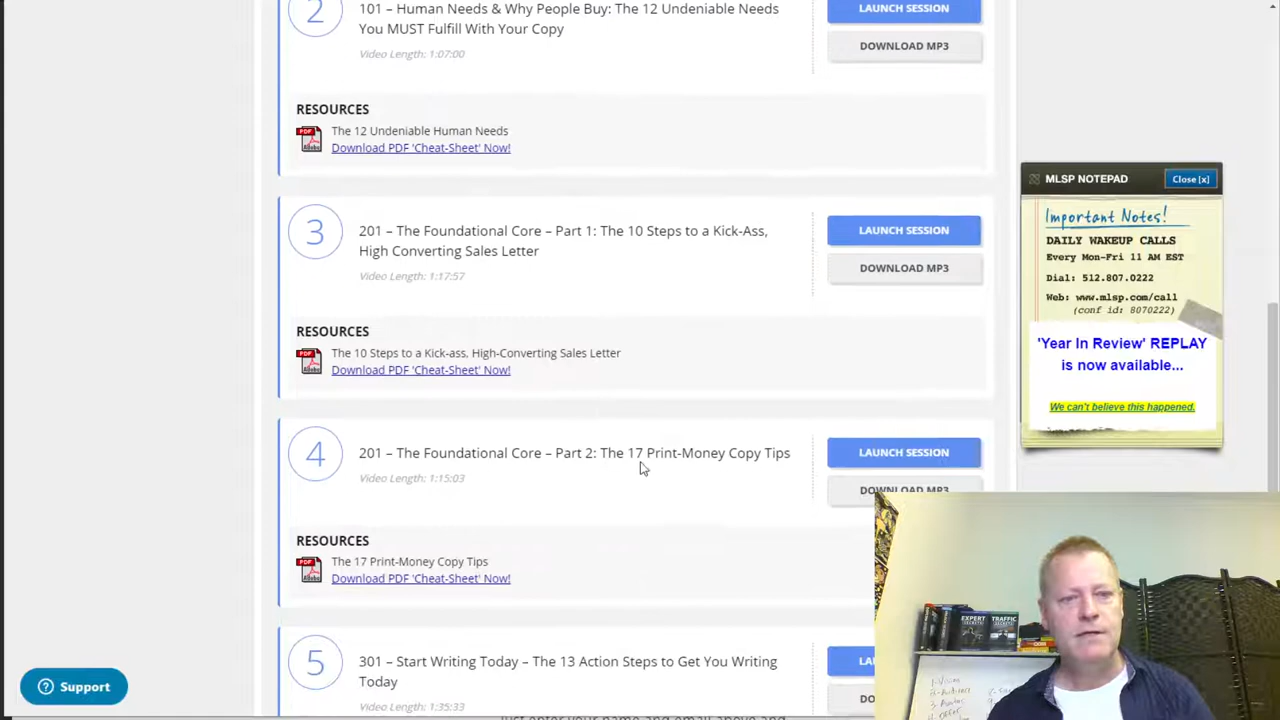 2
101 – Human Needs & Why People Buy: The 12 Undeniable Needs
You MUST Fulfill With Your Copy
Video Length: 1:07:00
LAUNCH SESSION
DOWNLOAD MP3
RESOURCES
The 12 Undeniable Human Needs
Download PDF 'Cheat-Sheet' Now!
3
201 – The Foundational Core – Part 1: The 10 Steps to a Kick-Ass,
High Converting Sales Letter
Video Length: 1:17:57
LAUNCH SESSION
DOWNLOAD MP3
RESOURCES
The 10 Steps to a Kick-ass, High-Converting Sales Letter
Download PDF 'Cheat-Sheet' Now!
4
201 – The Foundational Core – Part 2: The 17 Print-Money Copy Tips
Video Length: 1:15:03
LAUNCH SESSION
DOWNLOAD MP3
RESOURCES
The 17 Print-Money Copy Tips
Download PDF 'Cheat-Sheet' Now!
5
301 – Start Writing Today – The 13 Action Steps to Get You Writing
Today
Video Length: 1:35:33
LAU
DO
MLSP NOTEPAD
Close [x]
Important Notes!
DAILY WAKEUP CALLS
Every Mon-Fri 11 AM EST
Dial: 512.807.0222
Web: www.mlsp.com/call
(conf id: 8070222)
'Year In Review' REPLAY
is now available...
We can't believe this happened.
EXPERT
SECRETS
TRAFFIC
SECRETS
Support